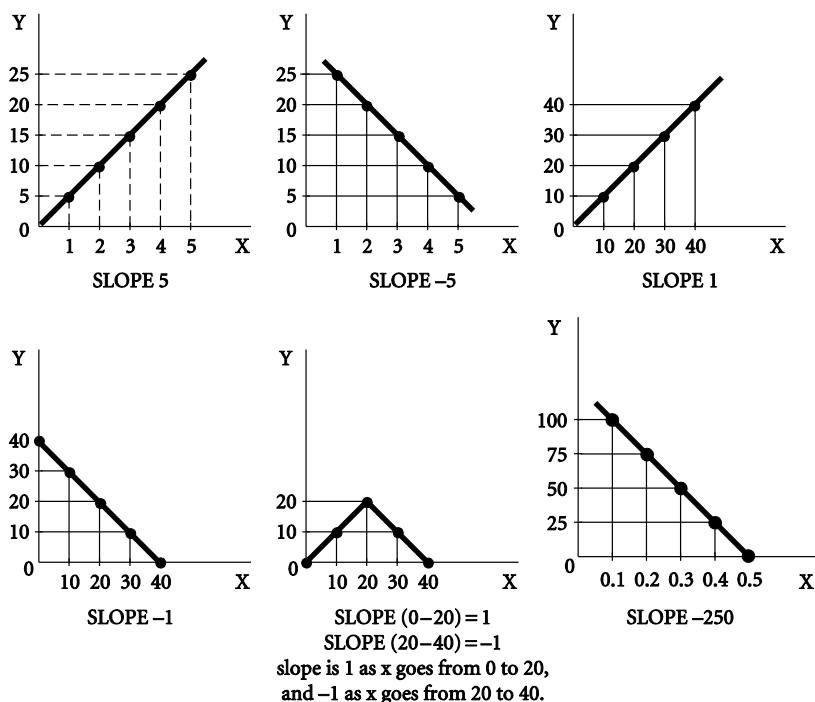 Y
25
20
15
10
5
0
1 2 3 4 5 X
SLOPE 5
Y
25
20
15
10
5
0
1 2 3 4 5 X
SLOPE –5
Y
40
30
20
10
0
10 20 30 40 X
SLOPE 1
Y
40
30
20
10
0
10 20 30 40 X
SLOPE –1
Y
20
10
0
10 20 30 40 X
SLOPE (0–20) = 1
SLOPE (20–40) = –1
slope is 1 as x goes from 0 to 20,
and –1 as x goes from 20 to 40.
Y
100
75
50
25
0
0.1 0.2 0.3 0.4 0.5 X
SLOPE –250